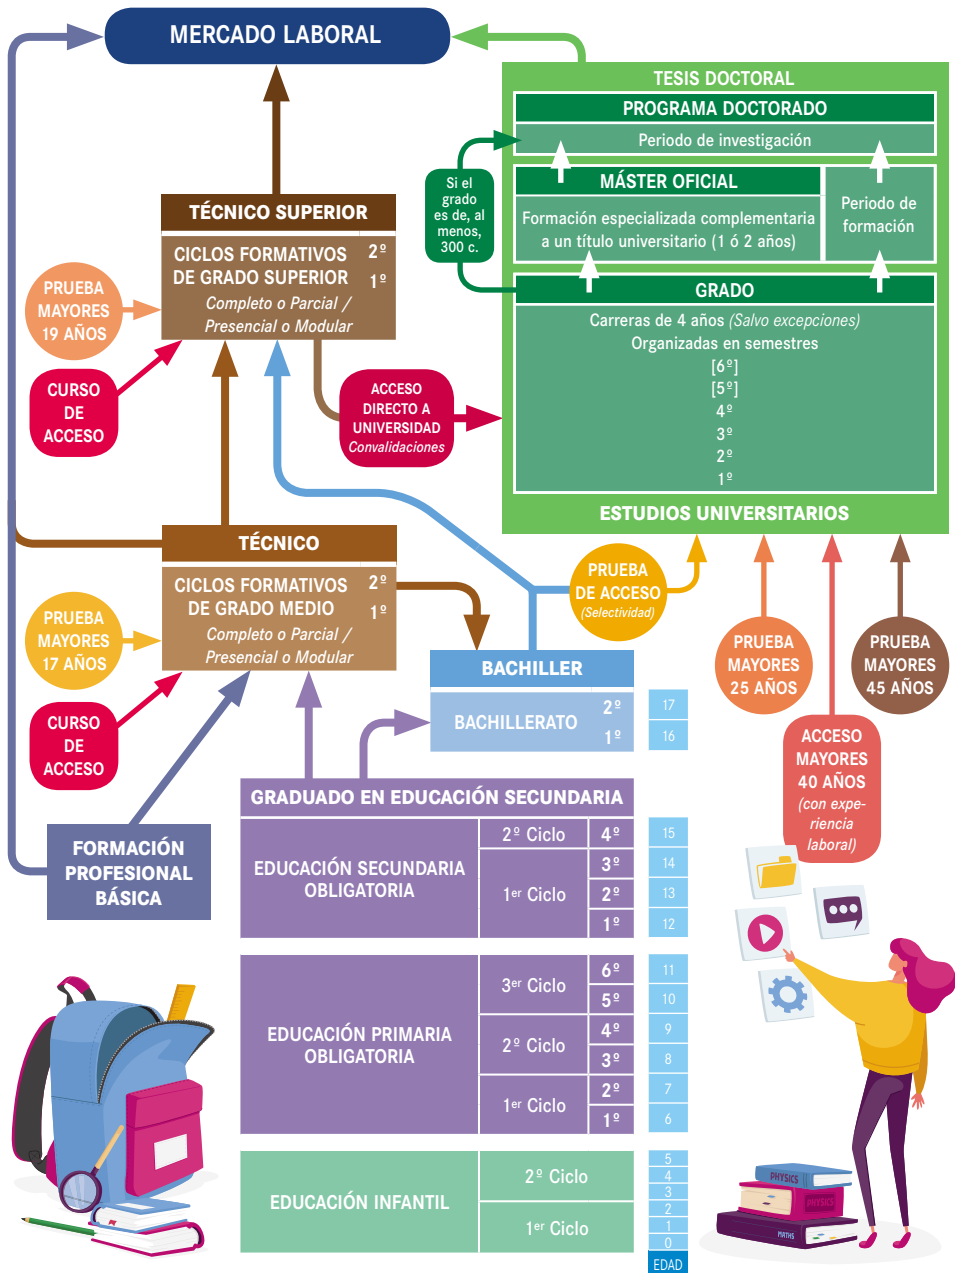 MERCADO LABORAL
TESIS DOCTORAL
PROGRAMA DOCTORADO
Periodo de investigación
Si el
grado
es de, al
menos,
300 c.
MÁSTER OFICIAL
Formación especializada complementaria
a un título universitario (1 ó 2 años)
Periodo de
formación
GRADO
Carreras de 4 años (Salvo excepciones)
Organizadas en semestres
[6º]
[5º]
4º
3º
2º
1º
ESTUDIOS UNIVERSITARIOS
TÉCNICO SUPERIOR
CICLOS FORMATIVOS
DE GRADO SUPERIOR
2º
1º
Completo o Parcial /
Presencial o Modular
PRUEBA
MAYORES
19 AÑOS
CURSO
DE
ACCESO
ACCESO
DIRECTO A
UNIVERSIDAD
Convalidaciones
TÉCNICO
CICLOS FORMATIVOS
DE GRADO MEDIO
2º
1º
Completo o Parcial /
Presencial o Modular
PRUEBA
MAYORES
17 AÑOS
CURSO
DE
ACCESO
PRUEBA
DE ACCESO
(Selectividad)
PRUEBA
MAYORES
25 AÑOS
PRUEBA
MAYORES
45 AÑOS
ACCESO
MAYORES
40 AÑOS
(con expe-
riencia
laboral)
BACHILLER
BACHILLERATO
2º
1º
17
16
GRADUADO EN EDUCACIÓN SECUNDARIA
EDUCACIÓN SECUNDARIA
OBLIGATORIA
2º Ciclo
1er Ciclo
4º
3º
2º
1º
15
14
13
12
FORMACIÓN
PROFESIONAL
BÁSICA
EDUCACIÓN PRIMARIA
OBLIGATORIA
3er Ciclo
2º Ciclo
1er Ciclo
6º
5º
4º
3º
2º
1º
11
10
9
8
7
6
EDUCACIÓN INFANTIL
2º Ciclo
1er Ciclo
5
4
3
2
1
0
EDAD
PHYSICS
PHYSICS
MATHS